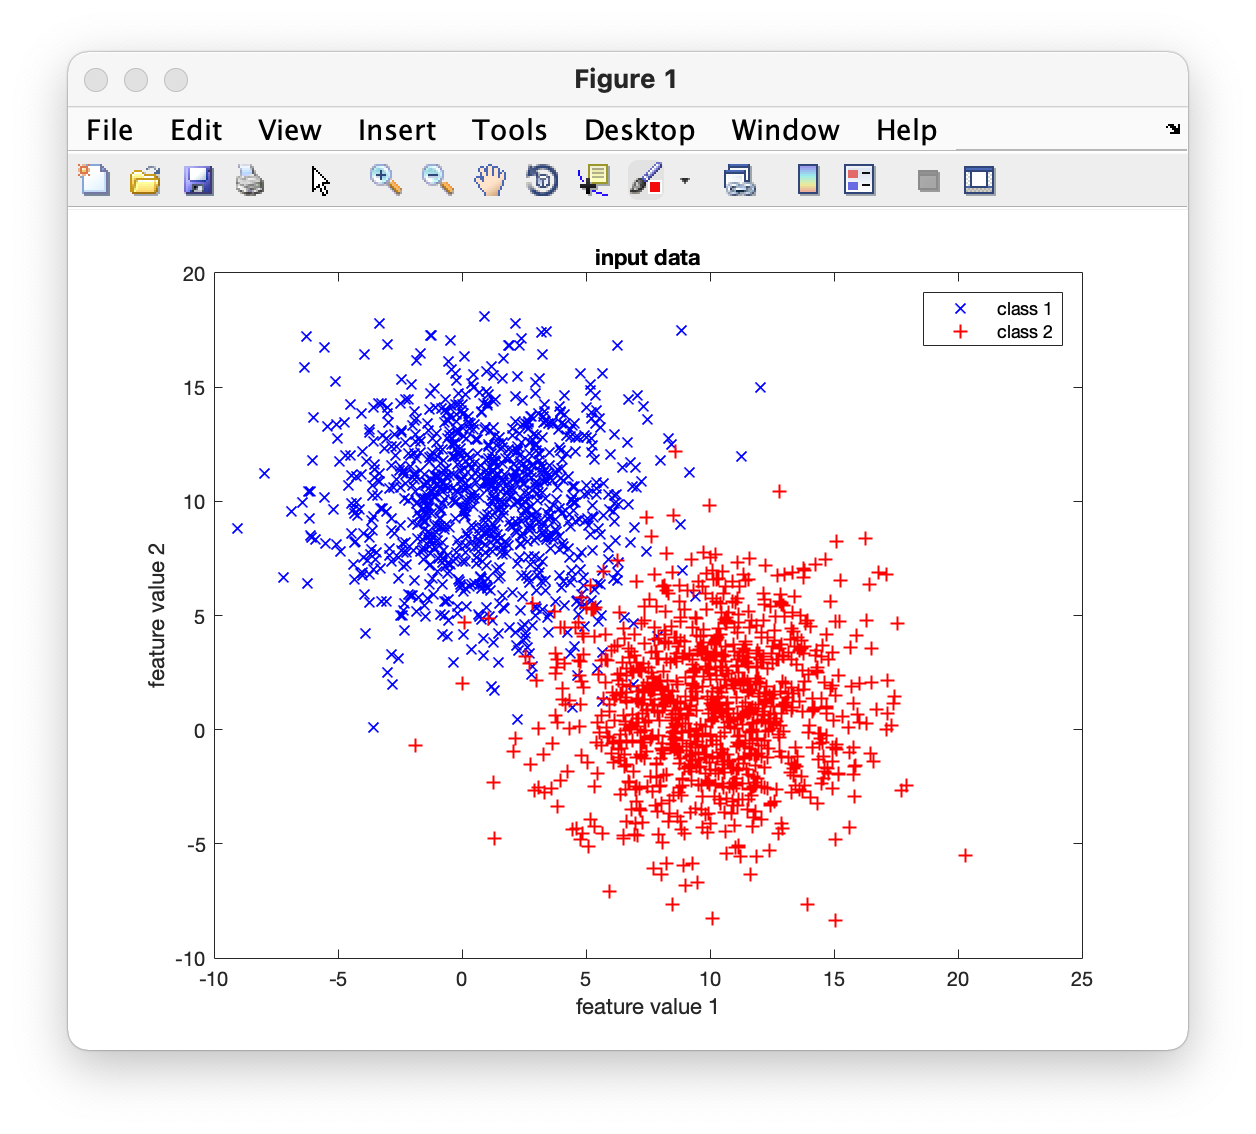 Figure 1
File Edit View Insert Tools Desktop Window Help
input data
class 1
class 2
20
15
10
5
0
-5
-10
feature value 2
-10 -5 0 5 10 15 20 25
feature value 1